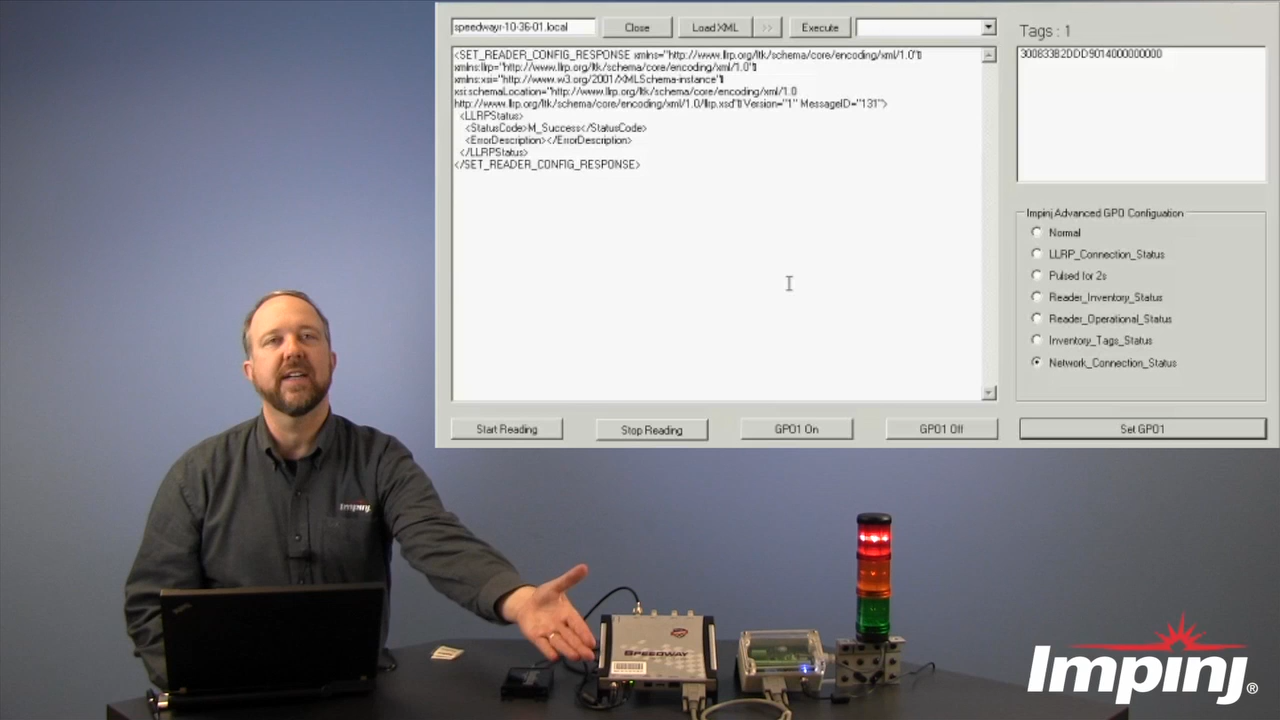 speedwayr-10-36-01.local
Close
Load XML
>>
Execute
Tags : 1
<SET_READER_CONFIG_RESPONSE xmlns="http://www.llrp.org/ltk/schema/core/encoding/xml/1.0"
xmlns:llrp="http://www.llrp.org/ltk/schema/core/encoding/xml/1.0"
xmlns:xsi="http://www.w3.org/2001/XMLSchema-instance"
xsi:schemaLocation="http://www.llrp.org/ltk/schema/core/encoding/xml/1.0
http://www.llrp.org/ltk/schema/core/encoding/xml/1.0/llrp.xsd" Version="1" MessageID="131">
<LLRPStatus>
<StatusCode>M_Success</StatusCode>
<ErrorDescription></ErrorDescription>
</LLRPStatus>
</SET_READER_CONFIG_RESPONSE>
300833B2DDD9014000000000
Impinj Advanced GPO Configuation
Normal
LLRP_Connection_Status
Pulsed for 2s
Reader_Inventory_Status
Reader_Operational_Status
Inventory_Tags_Status
Network_Connection_Status
Start Reading
Stop Reading
GPO1 On
GPO1 Off
Set GPO1
Impinj
SPEEDWAY
Impinj®